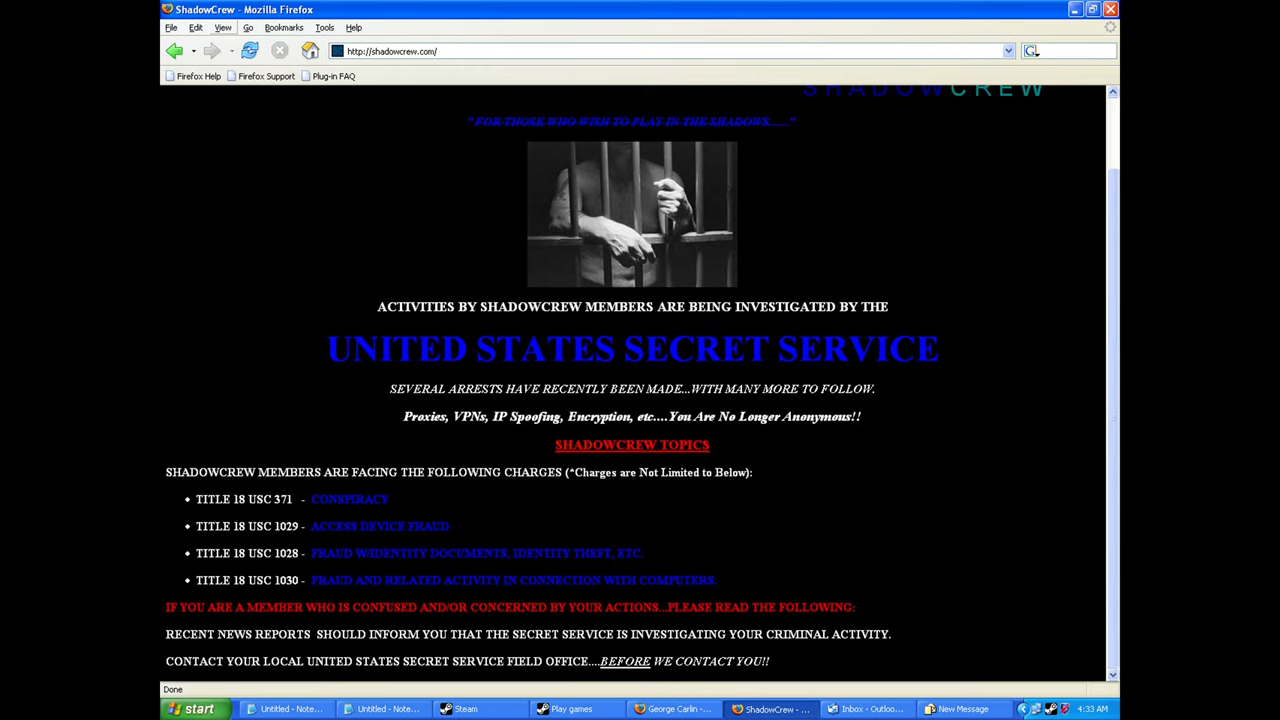 ShadowCrew - Mozilla Firefox
File Edit View Go Bookmarks Tools Help
http://shadowcrew.com/
G
Firefox Help Firefox Support Plug-in FAQ
SHADOWCREW
"FOR THOSE WHO WISH TO PLAY IN THE SHADOWS....."
ACTIVITIES BY SHADOWCREW MEMBERS ARE BEING INVESTIGATED BY THE
UNITED STATES SECRET SERVICE
SEVERAL ARRESTS HAVE RECENTLY BEEN MADE...WITH MANY MORE TO FOLLOW.
Proxies, VPNs, IP Spoofing, Encryption, etc....You Are No Longer Anonymous!!
SHADOWCREW TOPICS
SHADOWCREW MEMBERS ARE FACING THE FOLLOWING CHARGES (*Charges are Not Limited to Below):
TITLE 18 USC 371 - CONSPIRACY
TITLE 18 USC 1029 - ACCESS DEVICE FRAUD
TITLE 18 USC 1028 - FRAUD W/IDENTITY DOCUMENTS, IDENTITY THEFT, ETC.
TITLE 18 USC 1030 - FRAUD AND RELATED ACTIVITY IN CONNECTION WITH COMPUTERS.
IF YOU ARE A MEMBER WHO IS CONFUSED AND/OR CONCERNED BY YOUR ACTIONS...PLEASE READ THE FOLLOWING:
RECENT NEWS REPORTS SHOULD INFORM YOU THAT THE SECRET SERVICE IS INVESTIGATING YOUR CRIMINAL ACTIVITY.
CONTACT YOUR LOCAL UNITED STATES SECRET SERVICE FIELD OFFICE....BEFORE WE CONTACT YOU!!
Done
start Untitled - Note... Untitled - Note... Steam Play games George Carlin -... ShadowCrew - ... Inbox - Outloo... New Message 4:33 AM